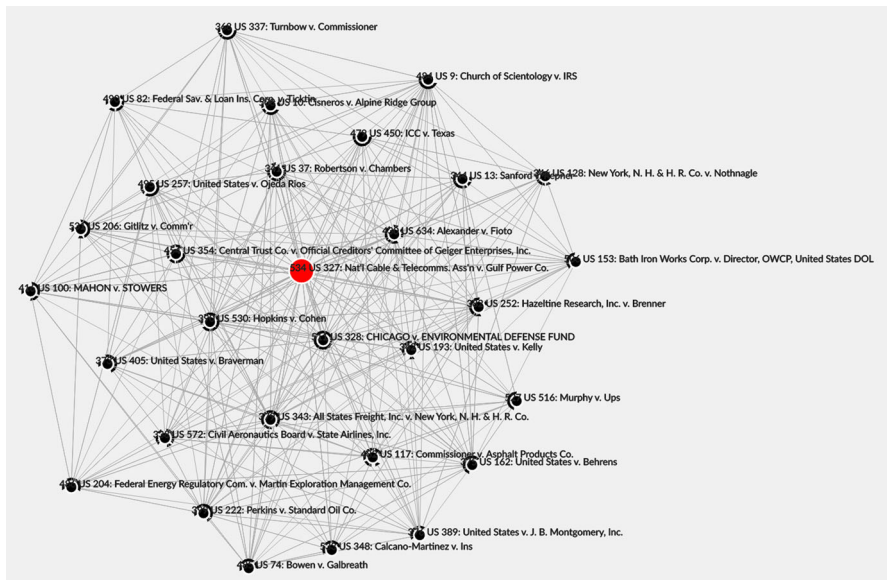 US 337: Turnbow v. Commissioner
US 9: Church of Scientology v. IRS
US 82: Federal Sav. & Loan Ins. Corp. v. Ticktin
Cisneros v. Alpine Ridge Group
US 450: ICC v. Texas
US 37: Robertson v. Chambers
US 13: Sanford
US 128: New York, N. H. & H. R. Co. v. Nothnagle
US 257: United States v. Ojeda Rios
US 206: Gitlitz v. Comm'r
US 634: Alexander v. Fioto
US 354: Central Trust Co. v. Official Creditors' Committee of Geiger Enterprises, Inc.
US 153: Bath Iron Works Corp. v. Director, OWCP, United States DOL
534 US 327: Nat'l Cable & Telecomms. Ass'n v. Gulf Power Co.
US 100: MAHON v. STOWERS
US 252: Hazeltine Research, Inc. v. Brenner
US 530: Hopkins v. Cohen
US 328: CHICAGO v. ENVIRONMENTAL DEFENSE FUND
US 193: United States v. Kelly
US 405: United States v. Braverman
US 516: Murphy v. Ups
US 343: All States Freight, Inc. v. New York, N. H. & H. R. Co.
US 572: Civil Aeronautics Board v. State Airlines, Inc.
US 117: Commissioner v. Asphalt Products Co.
US 162: United States v. Behrens
US 204: Federal Energy Regulatory Com. v. Martin Exploration Management Co.
US 222: Perkins v. Standard Oil Co.
US 389: United States v. J. B. Montgomery, Inc.
US 348: Calcano-Martinez v. Ins
US 74: Bowen v. Galbreath